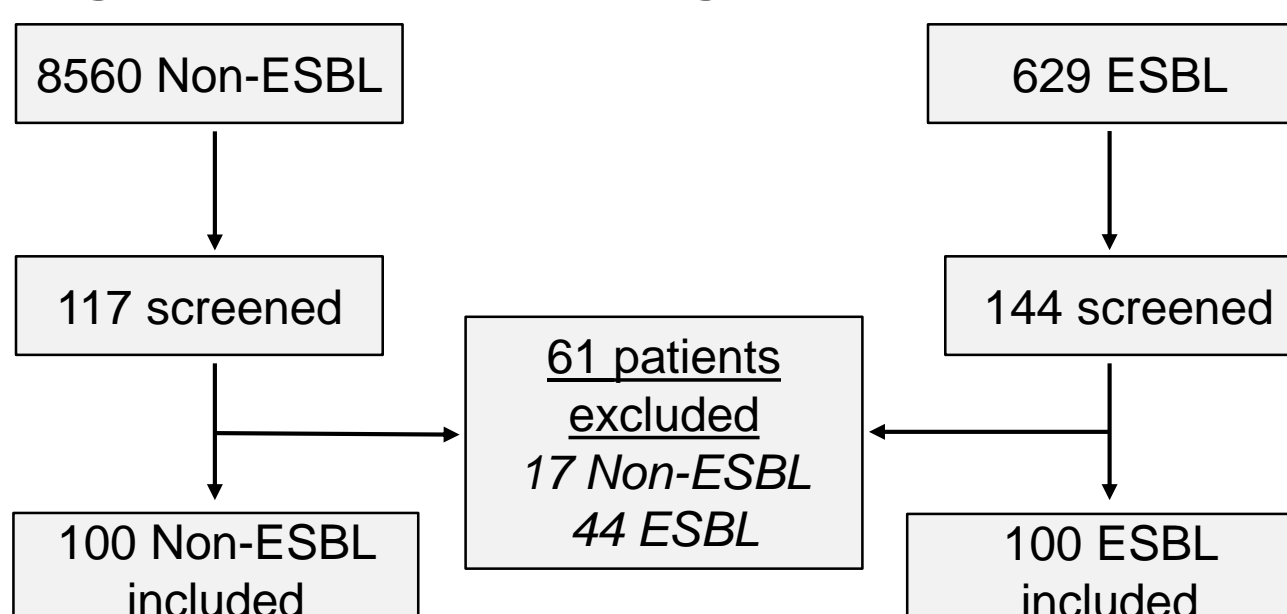 8560 Non-ESBL
629 ESBL
117 screened
144 screened
61 patients
excluded
17 Non-ESBL
44 ESBL
100 Non-ESBL
included
100 ESBL
included